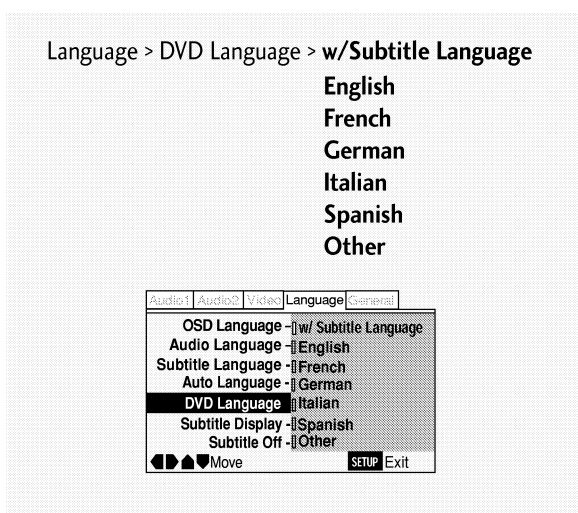 Language > DVD Language > w/Subtitle Language
English
French
German
Italian
Spanish
Other
Audio1 Audio2 Video Language General
OSD Language - w/ Subtitle Language
Audio Language - English
Subtitle Language - French
Auto Language - German
DVD Language Italian
Subtitle Display - Spanish
Subtitle Off - Other
Move SETUP Exit